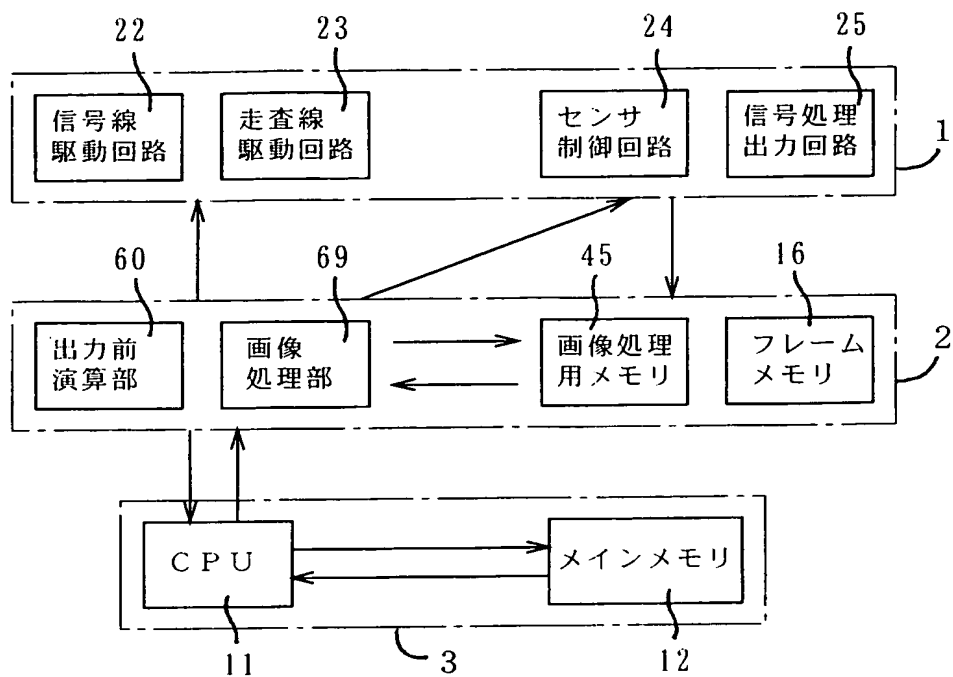 22
23
24
25
信号線
駆動回路
走査線
駆動回路
センサ
制御回路
信号処理
出力回路
1
60
69
45
16
出力前
演算部
画像
処理部
画像処理
用メモリ
フレーム
メモリ
2
CPU
メインメモリ
11
3
12